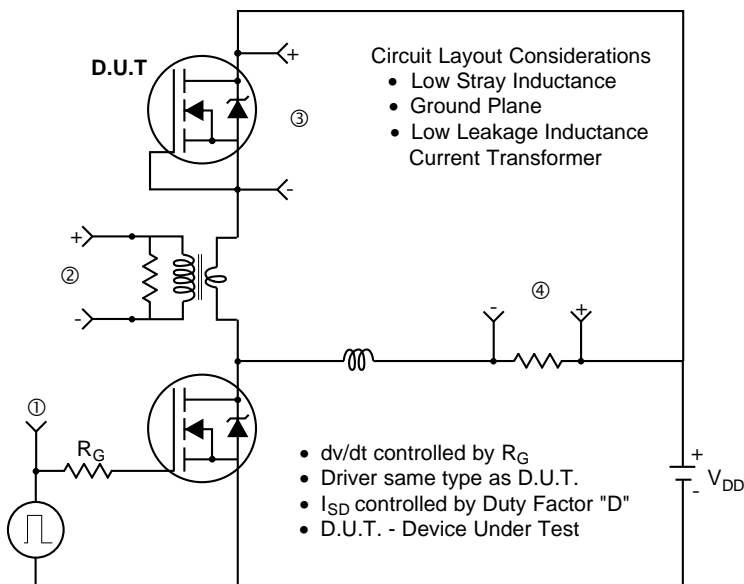 D.U.T
+
③
-
Circuit Layout Considerations
• Low Stray Inductance
• Ground Plane
• Low Leakage Inductance
Current Transformer
+
②
-
④
-
+
①
R_G
• dv/dt controlled by R_G
• Driver same type as D.U.T.
• I_SD controlled by Duty Factor "D"
• D.U.T. - Device Under Test
+
V_DD
-